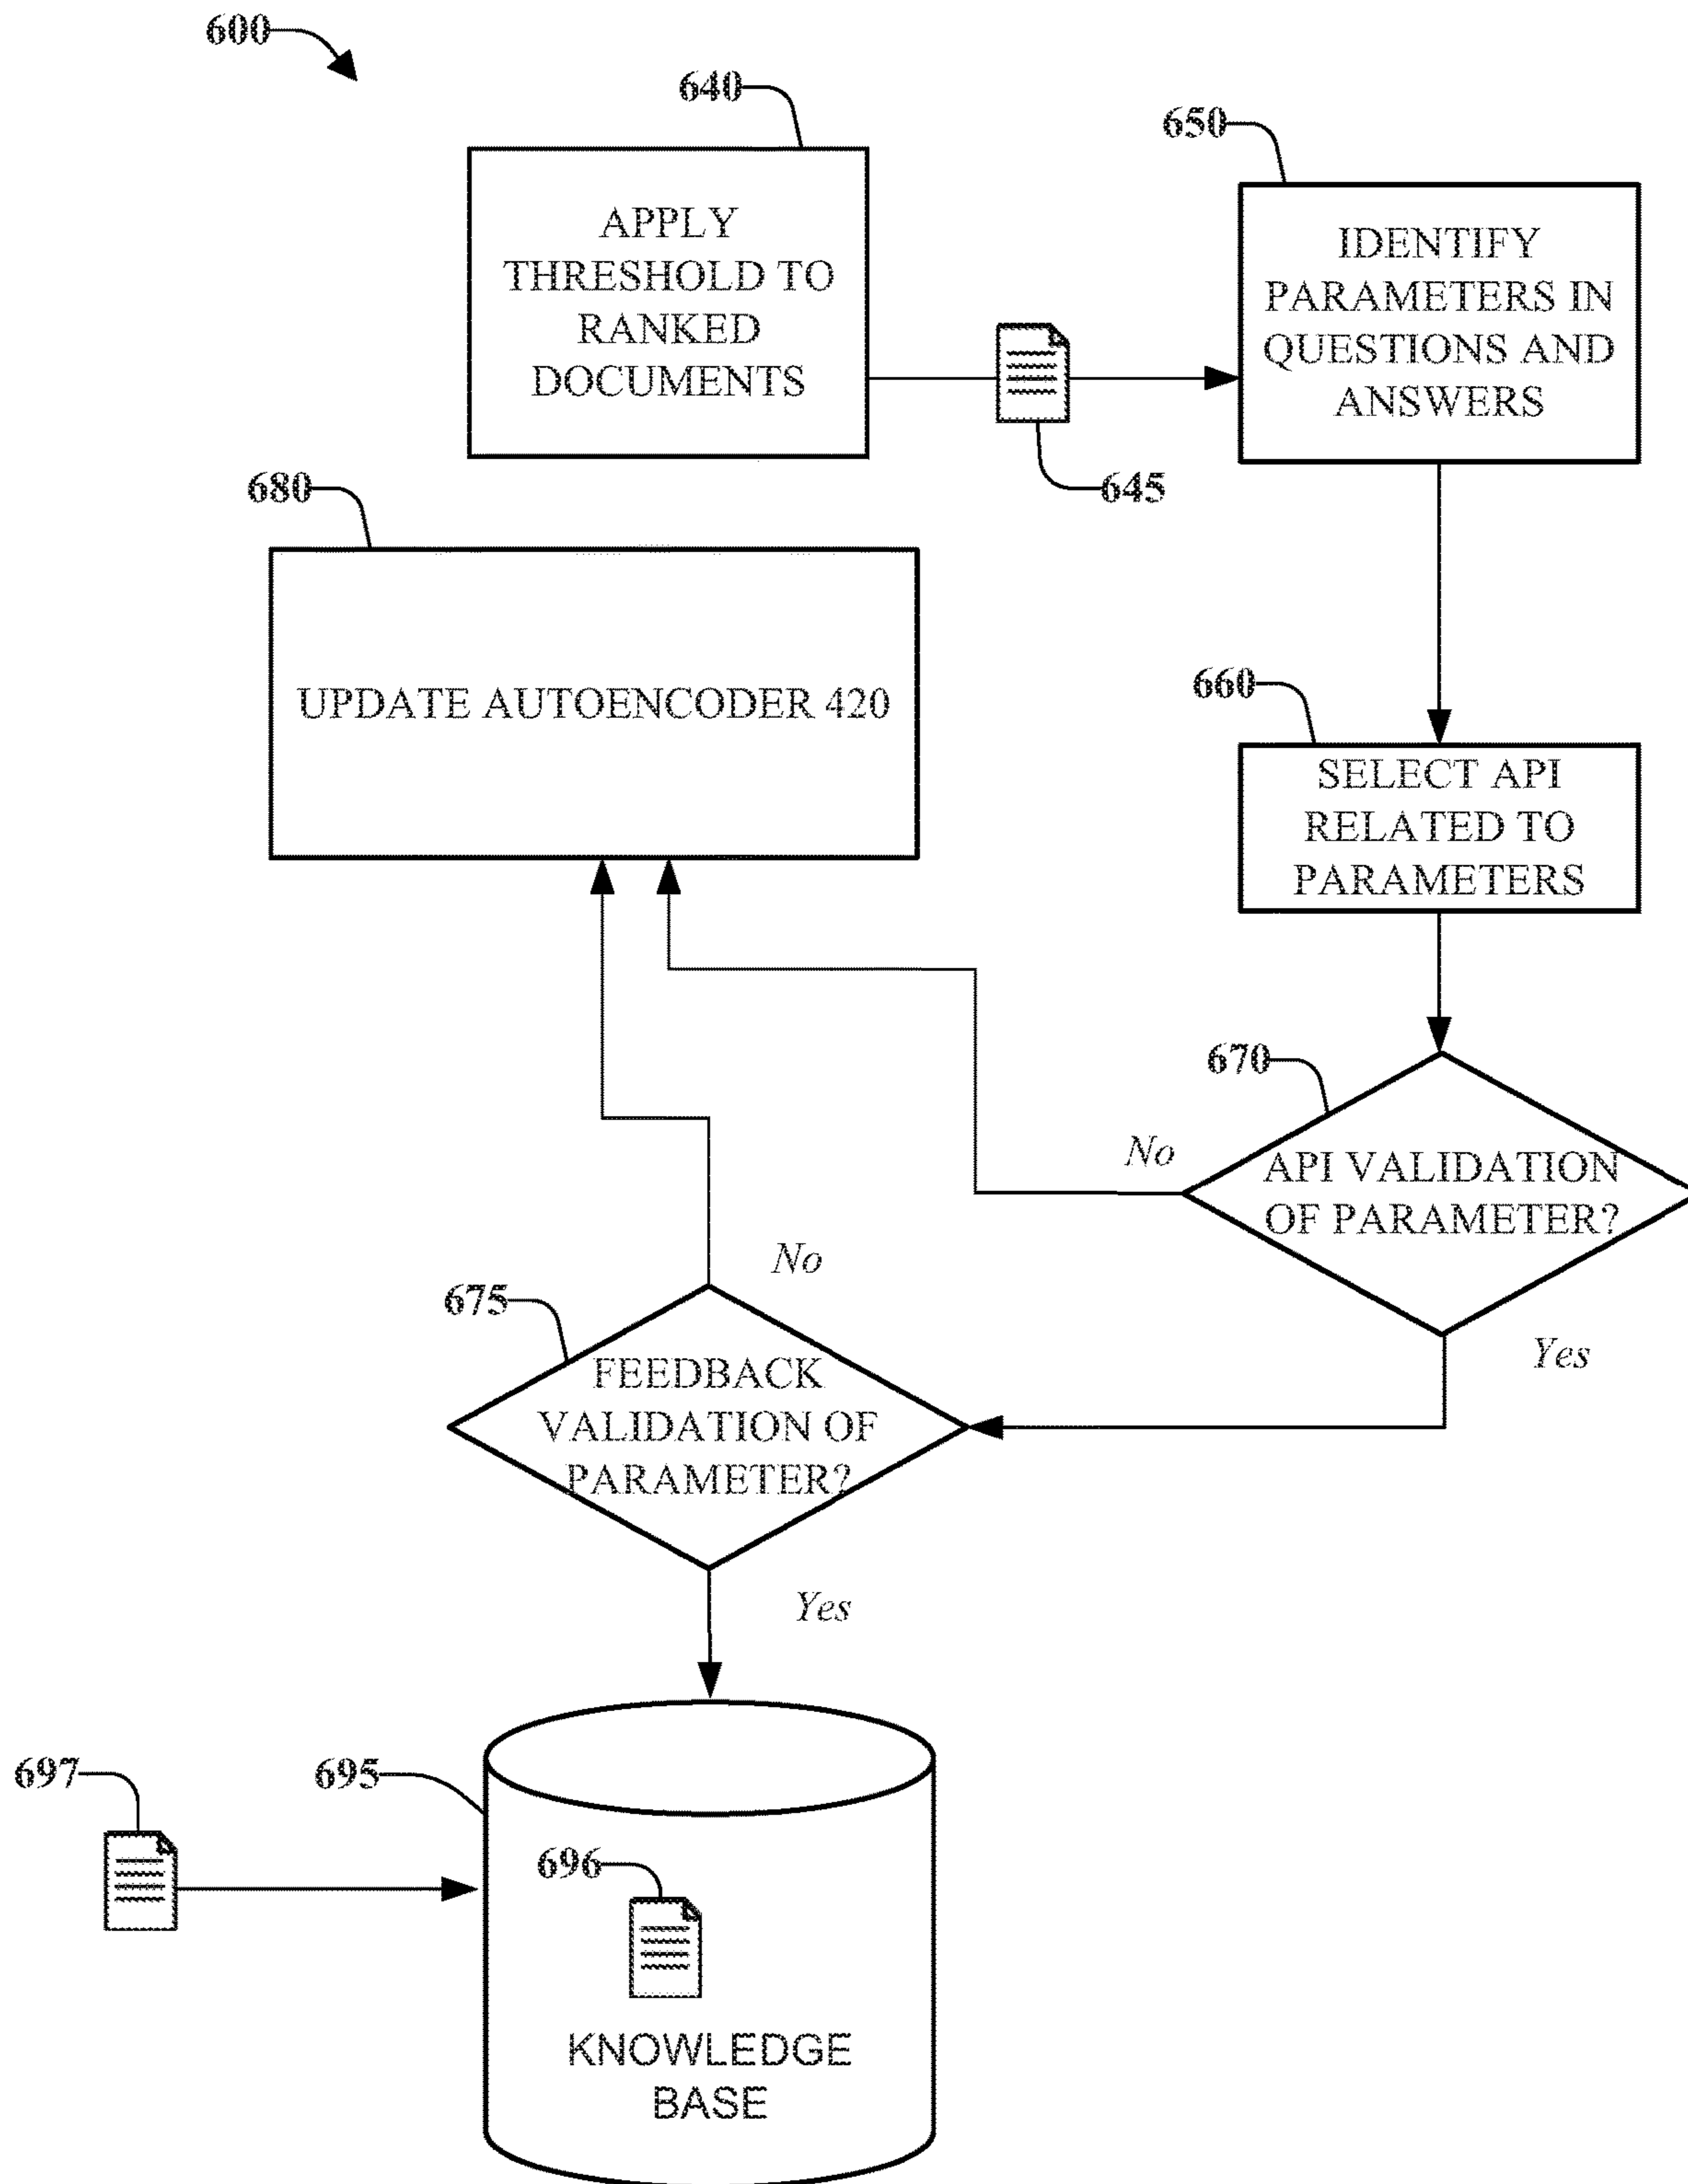 600
640
650
APPLY
THRESHOLD TO
RANKED
DOCUMENTS
IDENTIFY
PARAMETERS IN
QUESTIONS AND
ANSWERS
645
680
UPDATE AUTOENCODER 420
660
SELECT API
RELATED TO
PARAMETERS
670
No
API VALIDATION
OF PARAMETER?
No
Yes
675
FEEDBACK
VALIDATION OF
PARAMETER?
Yes
697
695
696
KNOWLEDGE
BASE